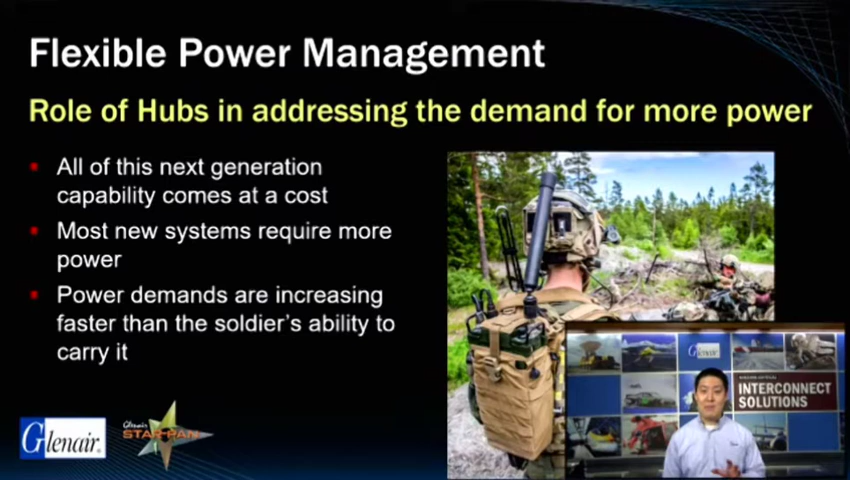 Flexible Power Management
Role of Hubs in addressing the demand for more power
All of this next generation
capability comes at a cost
Most new systems require more
power
Power demands are increasing
faster than the soldier's ability to
carry it
Glenair
INTERCONNECT
SOLUTIONS
Glenair.
Glenair
STAR-PAN